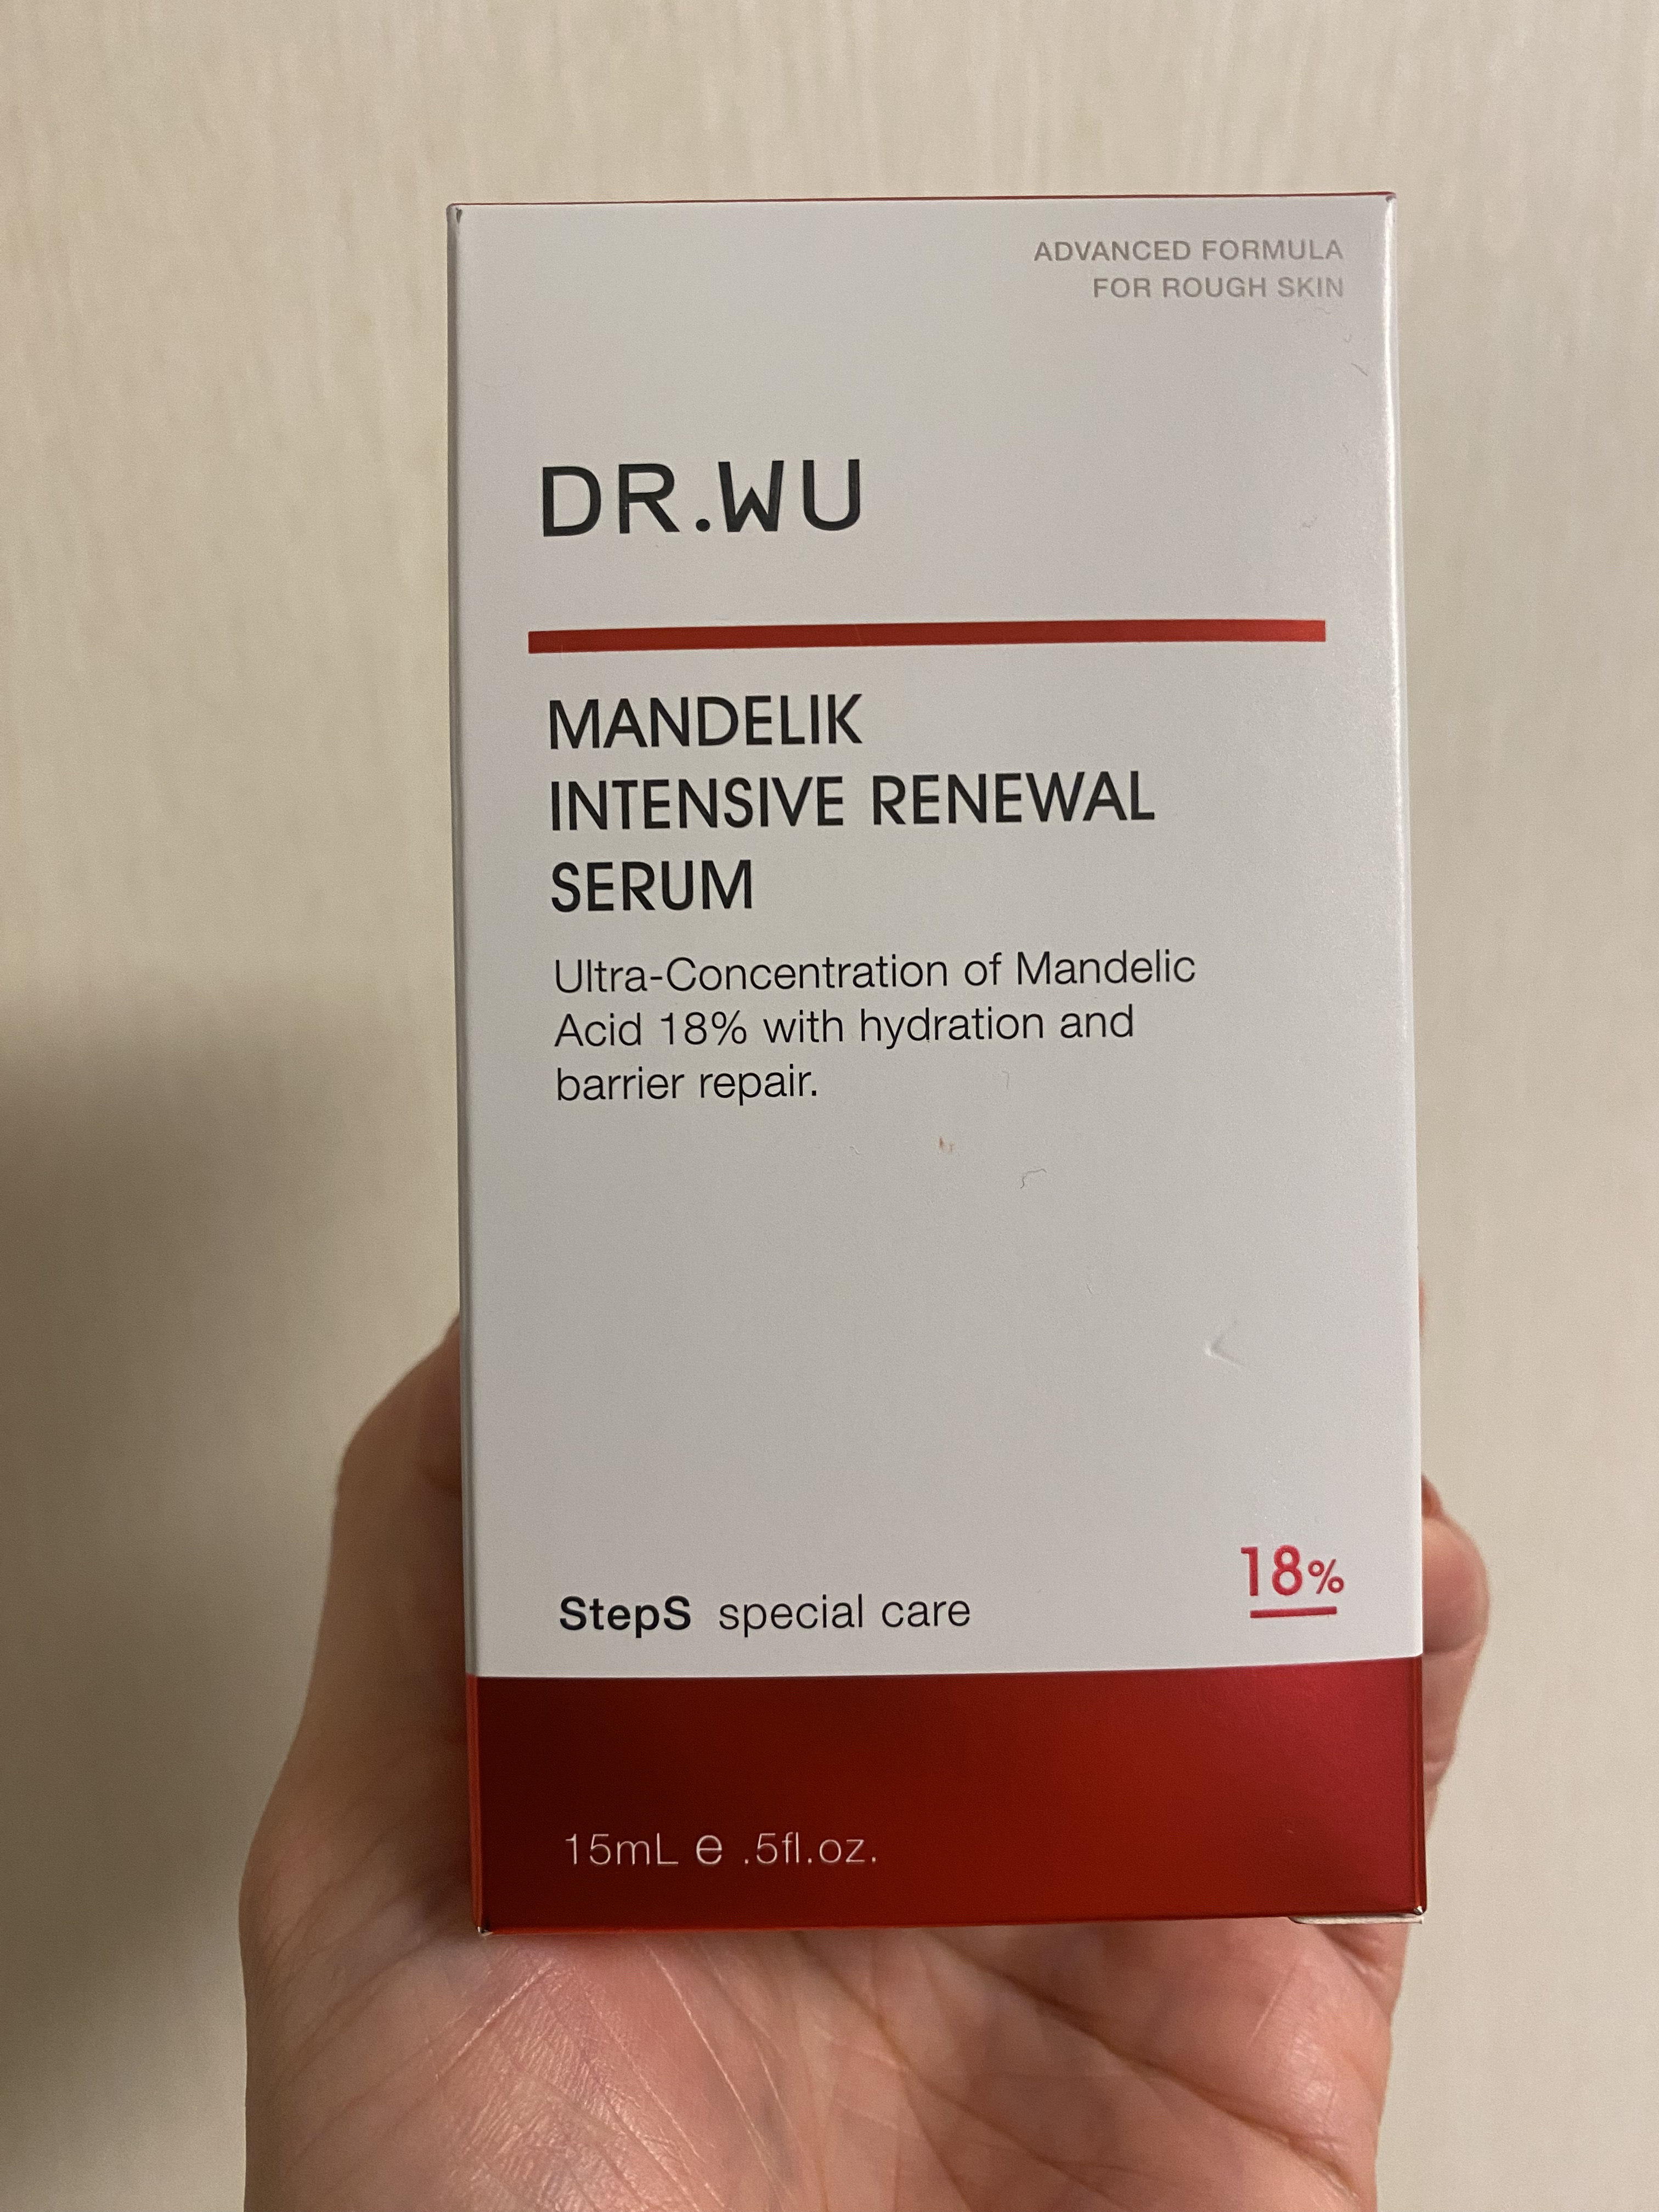 ADVANCED FORMULA
FOR ROUGH SKIN
DR.WU
MANDELIK
INTENSIVE RENEWAL
SERUM
Ultra-Concentration of Mandelic
Acid 18% with hydration and
barrier repair.
18%
StepS special care
15mL e .5fl.oz.